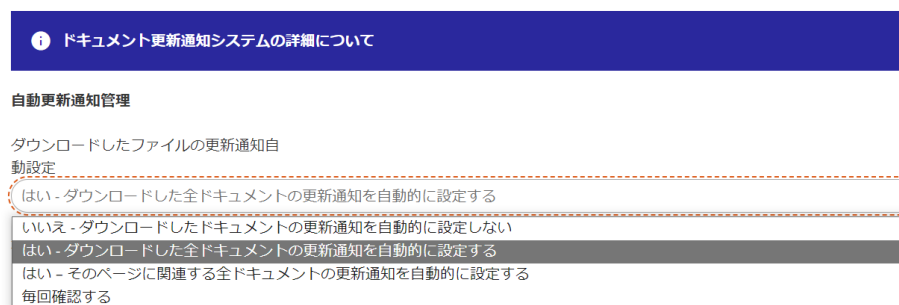 ドキュメント更新通知システムの詳細について
自動更新通知管理
ダウンロードしたファイルの更新通知自
動設定
はい - ダウンロードした全ドキュメントの更新通知を自動的に設定する
いいえ - ダウンロードしたドキュメントの更新通知を自動的に設定しない
はい - ダウンロードした全ドキュメントの更新通知を自動的に設定する
はい – そのページに関連する全ドキュメントの更新通知を自動的に設定する
毎回確認する